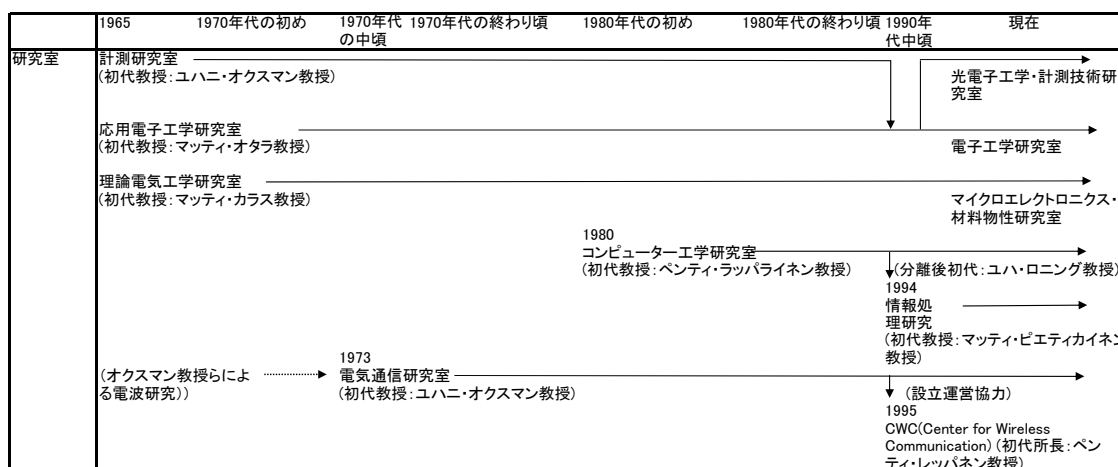 1965 1970年代の初め 1970年代の中頃 1970年代の終わり頃 1980年代の初め 1980年代の終わり頃 1990年代中頃 現在
研究室
計測研究室
(初代教授：ユハニ・オクスマン教授)
光電子工学・計測技術研
究室
応用電子工学研究室
(初代教授：マッティ・オタラ教授)
電子工学研究室
理論電気工学研究室
(初代教授：マッティ・カラス教授)
マイクロエレクトロニクス・
材料物性研究室
1980
コンピューター工学研究室
(初代教授：ペンティ・ラッパライネン教授)
(分離後初代：ユハ・ロニング教授)
1994
情報処
理研究
(初代教授：マッティ・ピエティカイネン
教授)
(オクスマン教授らによ
る電波研究))
1973
電気通信研究室
(初代教授：ユハニ・オクスマン教授)
(設立運営協力)
1995
CWC(Center for Wireless
Communication)(初代所長：ペン
ティ・レッパネン教授)